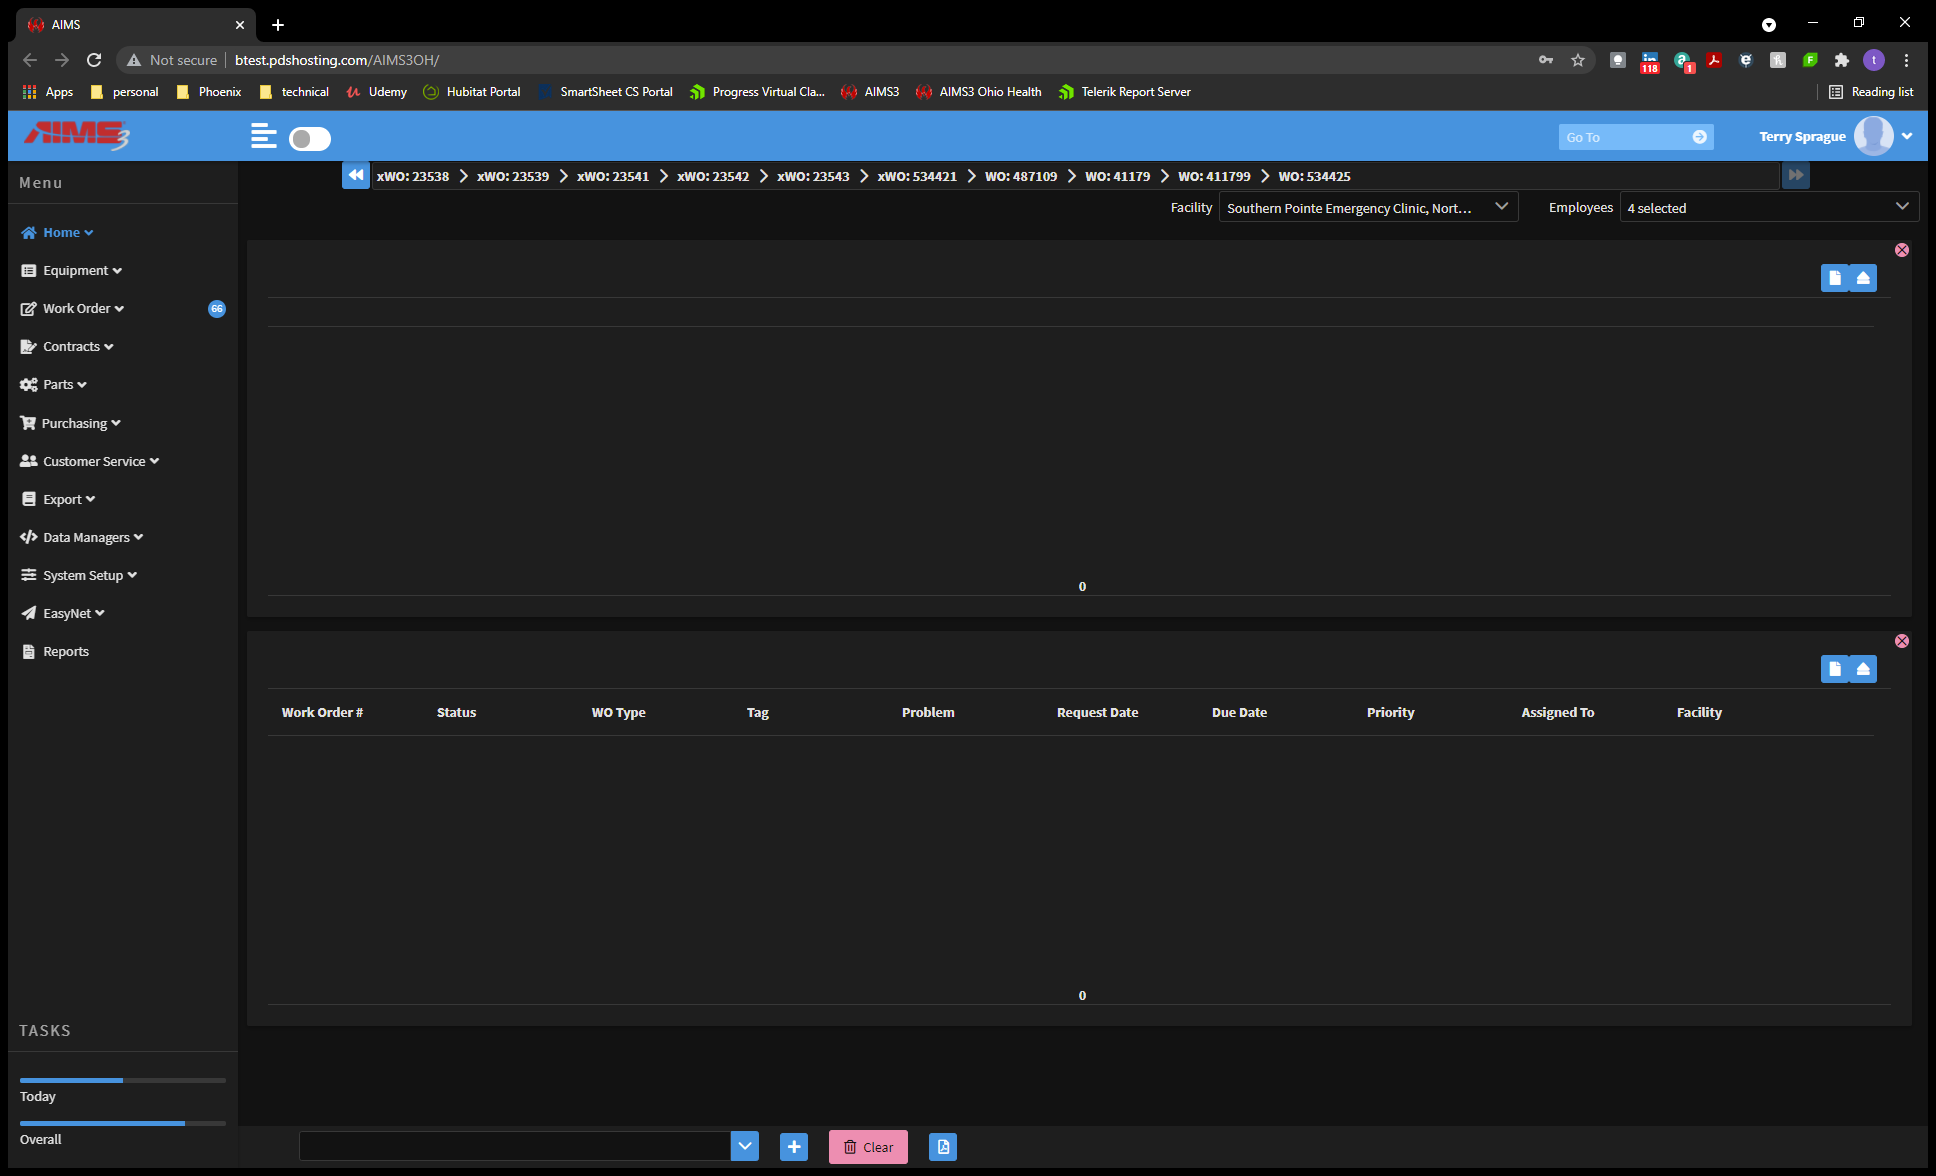 AIMS
Not secure btest.pdshosting.com/AIMS3OH/
118 1 F t
Apps personal Phoenix technical Udemy Hubitat Portal SmartSheet CS Portal Progress Virtual Cla... AIMS3 AIMS3 Ohio Health Telerik Report Server Reading list
AIMS3 Go To Terry Sprague
Menu
xWO: 23538 xWO: 23539 xWO: 23541 xWO: 23542 xWO: 23543 xWO: 534421 WO: 487109 WO: 41179 WO: 411799 WO: 534425
Facility Southern Pointe Emergency Clinic, Nort... Employees 4 selected
Home
Equipment
Work Order 66
Contracts
Parts
Purchasing
Customer Service
Export
Data Managers
System Setup
EasyNet
Reports
0
Work Order # Status WO Type Tag Problem Request Date Due Date Priority Assigned To Facility
0
TASKS
Today
Overall
Clear